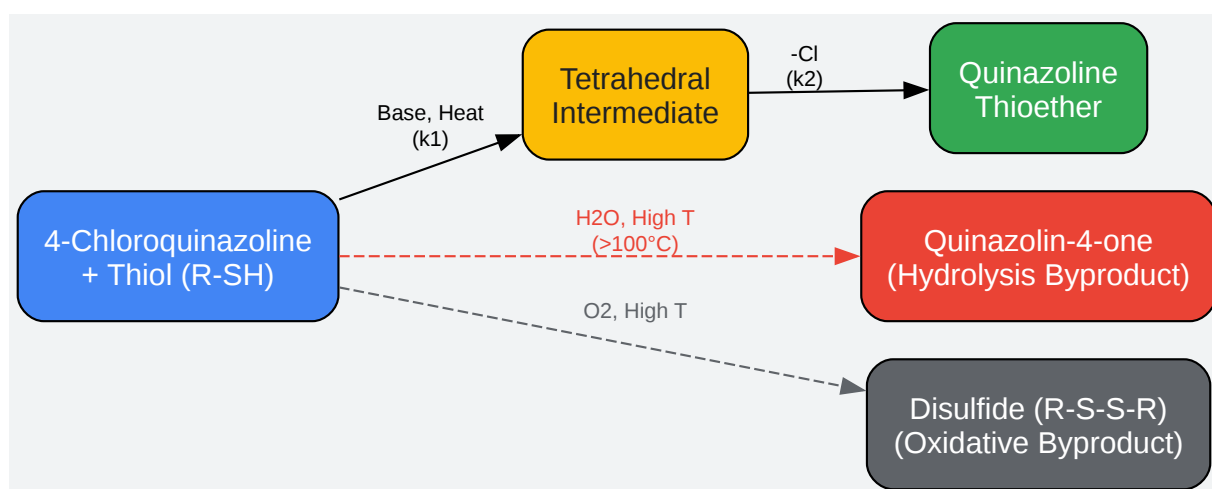 Tetrahedral
Intermediate
-Cl
(k2)
Quinazoline
Thioether
Base, Heat
(k1)
4-Chloroquinazoline
+ Thiol (R-SH)
H2O, High T
(>100°C)
Quinazolin-4-one
(Hydrolysis Byproduct)
O2, High T
Disulfide (R-S-S-R)
(Oxidative Byproduct)